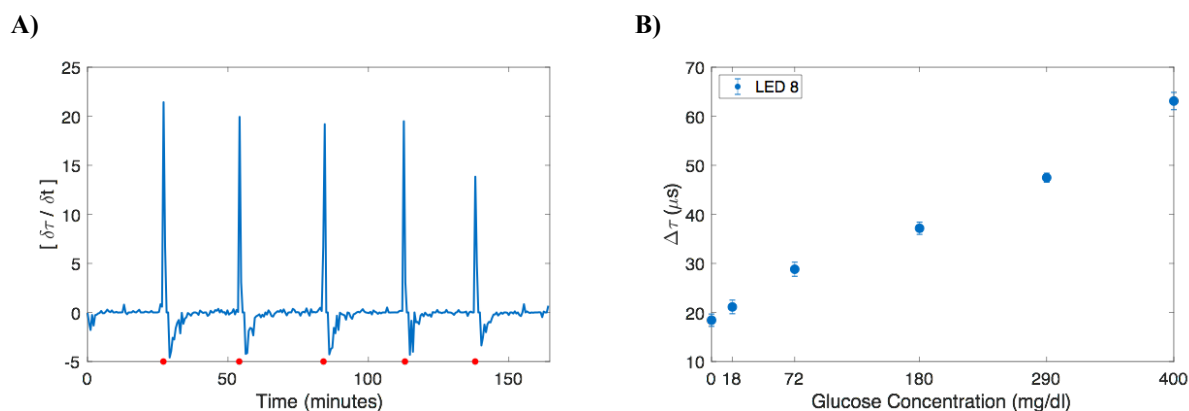 A)
25
20
15
10
5
0
-5
[ δτ / δt ]
0
50
100
150
Time (minutes)
B)
70
60
50
40
30
20
10
Δτ (μs)
LED 8
0 18 72 180 290 400
Glucose Concentration (mg/dl)